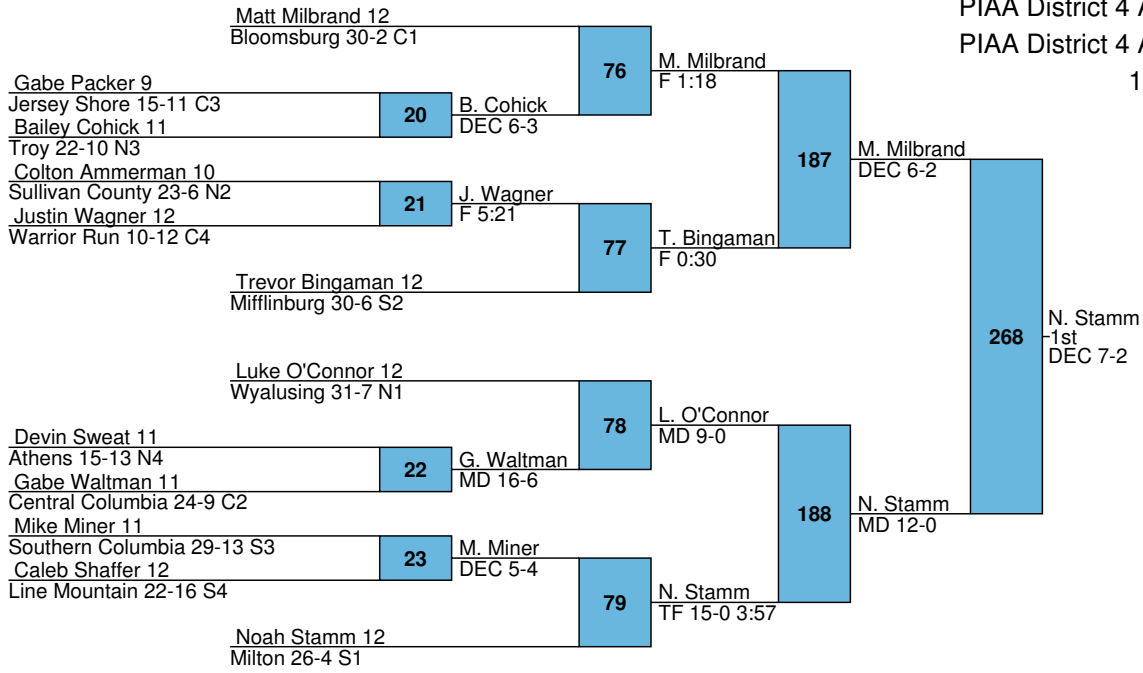 PIAA District 4 A
PIAA District 4 A
1
Matt Milbrand 12
Bloomsburg 30-2 C1
76
M. Milbrand
F 1:18
Gabe Packer 9
Jersey Shore 15-11 C3
20
B. Cohick
DEC 6-3
Bailey Cohick 11
Troy 22-10 N3
187
M. Milbrand
DEC 6-2
Colton Ammerman 10
Sullivan County 23-6 N2
21
J. Wagner
F 5:21
Justin Wagner 12
Warrior Run 10-12 C4
77
T. Bingaman
F 0:30
Trevor Bingaman 12
Mifflinburg 30-6 S2
268
N. Stamm
1st
DEC 7-2
Luke O'Connor 12
Wyalusing 31-7 N1
78
L. O'Connor
MD 9-0
Devin Sweat 11
Athens 15-13 N4
22
G. Waltman
MD 16-6
Gabe Waltman 11
Central Columbia 24-9 C2
188
N. Stamm
MD 12-0
Mike Miner 11
Southern Columbia 29-13 S3
23
M. Miner
DEC 5-4
Caleb Shaffer 12
Line Mountain 22-16 S4
79
N. Stamm
TF 15-0 3:57
Noah Stamm 12
Milton 26-4 S1